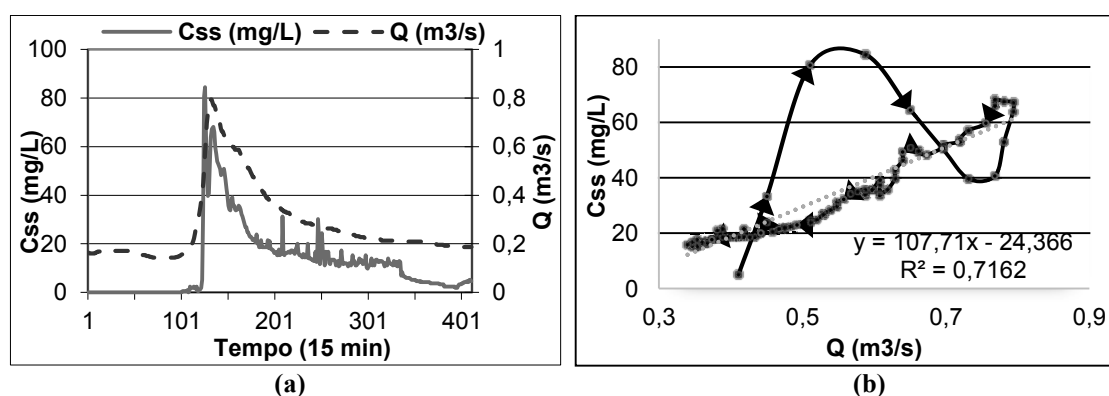 Css (mg/L) Q (m3/s)
100
80
60
40
20
0
Css (mg/L)
1
0,8
0,6
0,4
0,2
0
Q (m3/s)
1 101 201 301 401
Tempo (15 min)
(a)
80
60
40
20
0
Css (mg/L)
y = 107,71x - 24,366
R² = 0,7162
0,3 0,5 0,7 0,9
Q (m3/s)
(b)